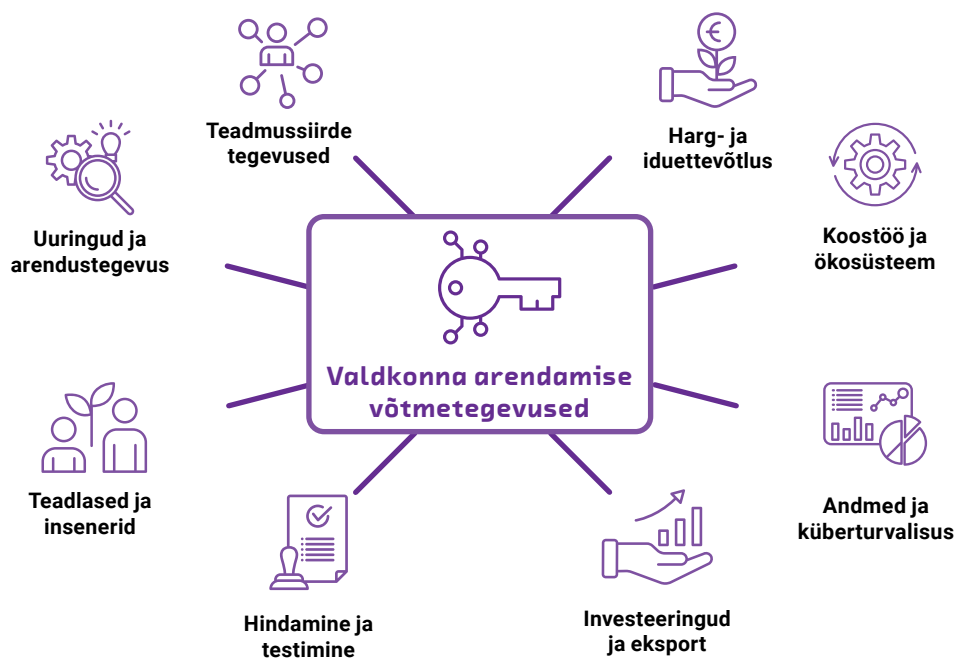 Teadmussiirde
tegevused
Harg- ja
iduettevõtlus
Uuringud ja
arendustegevus
Koostöö ja
ökosüsteem
Valdkonna arendamise
võtmetegevused
Teadlased ja
insenerid
Andmed ja
küberturvalisus
Hindamine ja
testimine
Investeeringud
ja eksport
€